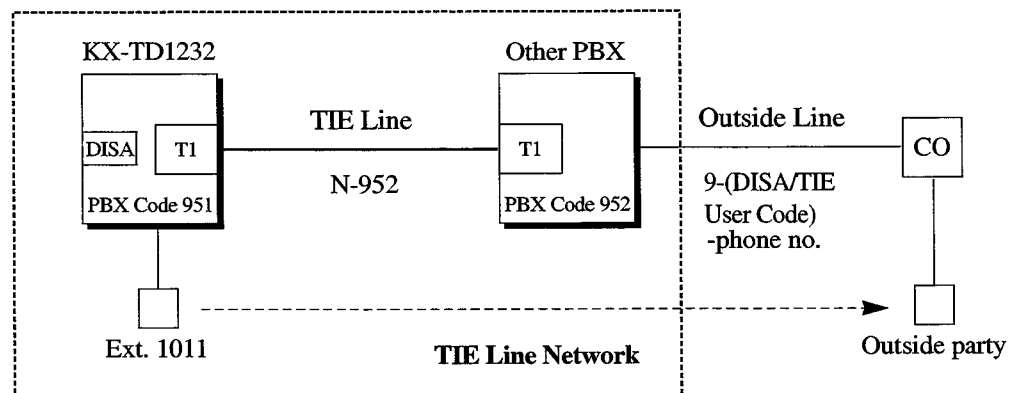 KX-TD1232
Other PBX
TIE Line
Outside Line
DISA
T1
T1
CO
N-952
9-(DISA/TIE
User Code)
-phone no.
PBX Code 951
PBX Code 952
Ext. 1011
TIE Line Network
Outside party